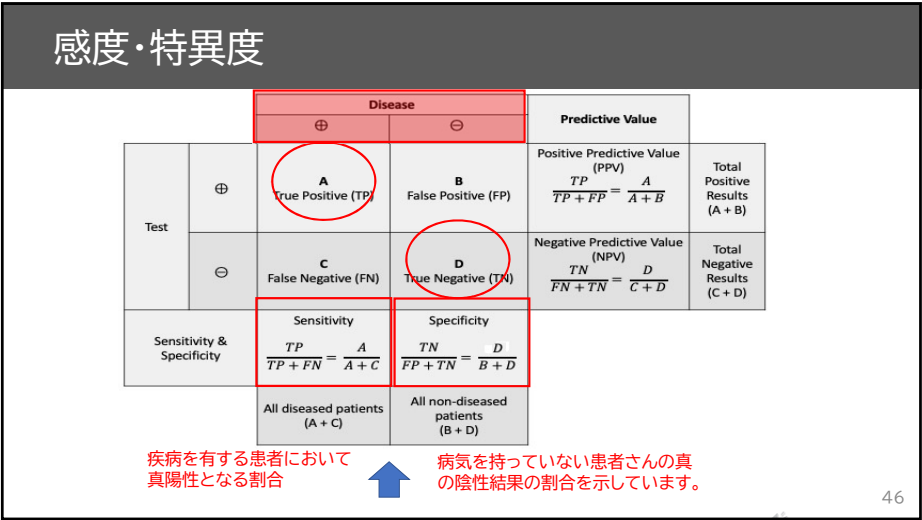 感度・特異度
Disease
⊕ ⊖ Predictive Value
Test
⊕
A
True Positive (TP)
B
False Positive (FP)
Positive Predictive Value
(PPV)
TP / TP + FP = A / A + B
Total
Positive
Results
(A + B)
⊖
C
False Negative (FN)
D
True Negative (TN)
Negative Predictive Value
(NPV)
TN / FN + TN = D / C + D
Total
Negative
Results
(C + D)
Sensitivity &
Specificity
Sensitivity
TP / TP + FN = A / A + C
Specificity
TN / FP + TN = D / B + D
All diseased patients
(A + C)
All non-diseased
patients
(B + D)
疾病を有する患者において
真陽性となる割合
病気を持っていない患者さんの真
の陰性結果の割合を示しています。
46